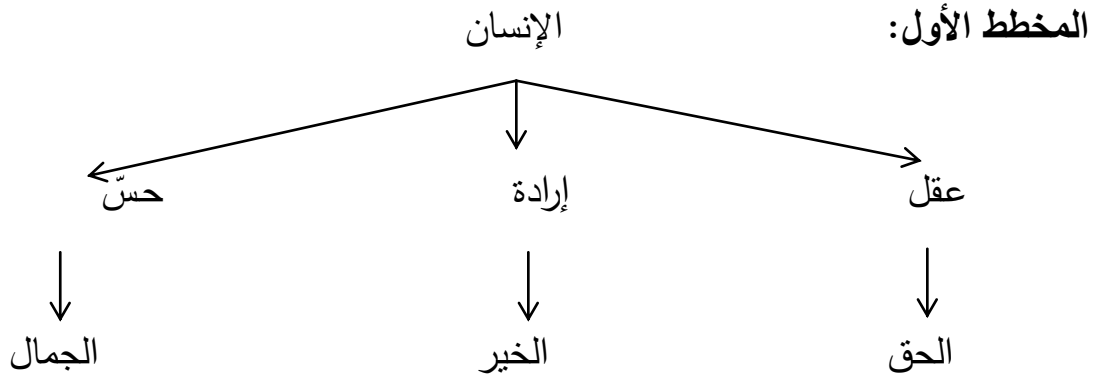 المخطط الأول:
الإنسان
عقل إرادة حسّ
الحق الخير الجمال